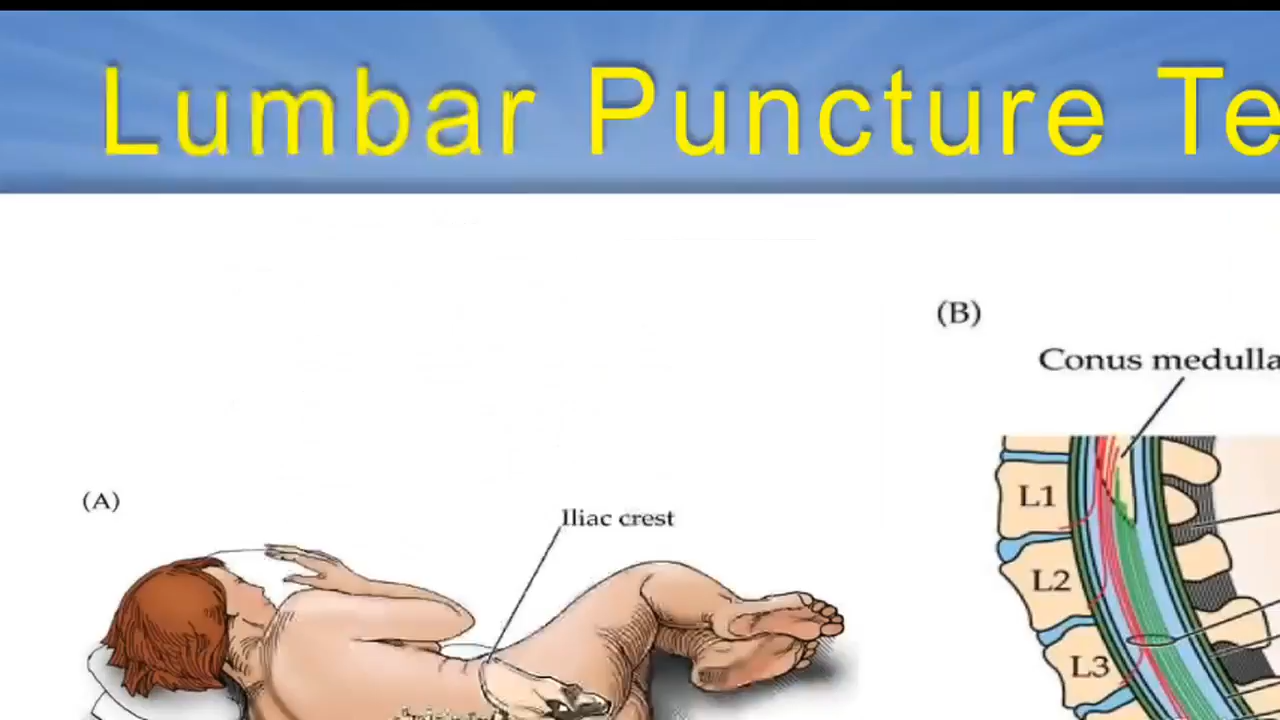 Lumbar Puncture Te
(B)
Conus medulla
(A)
Iliac crest
L1
L2
L3